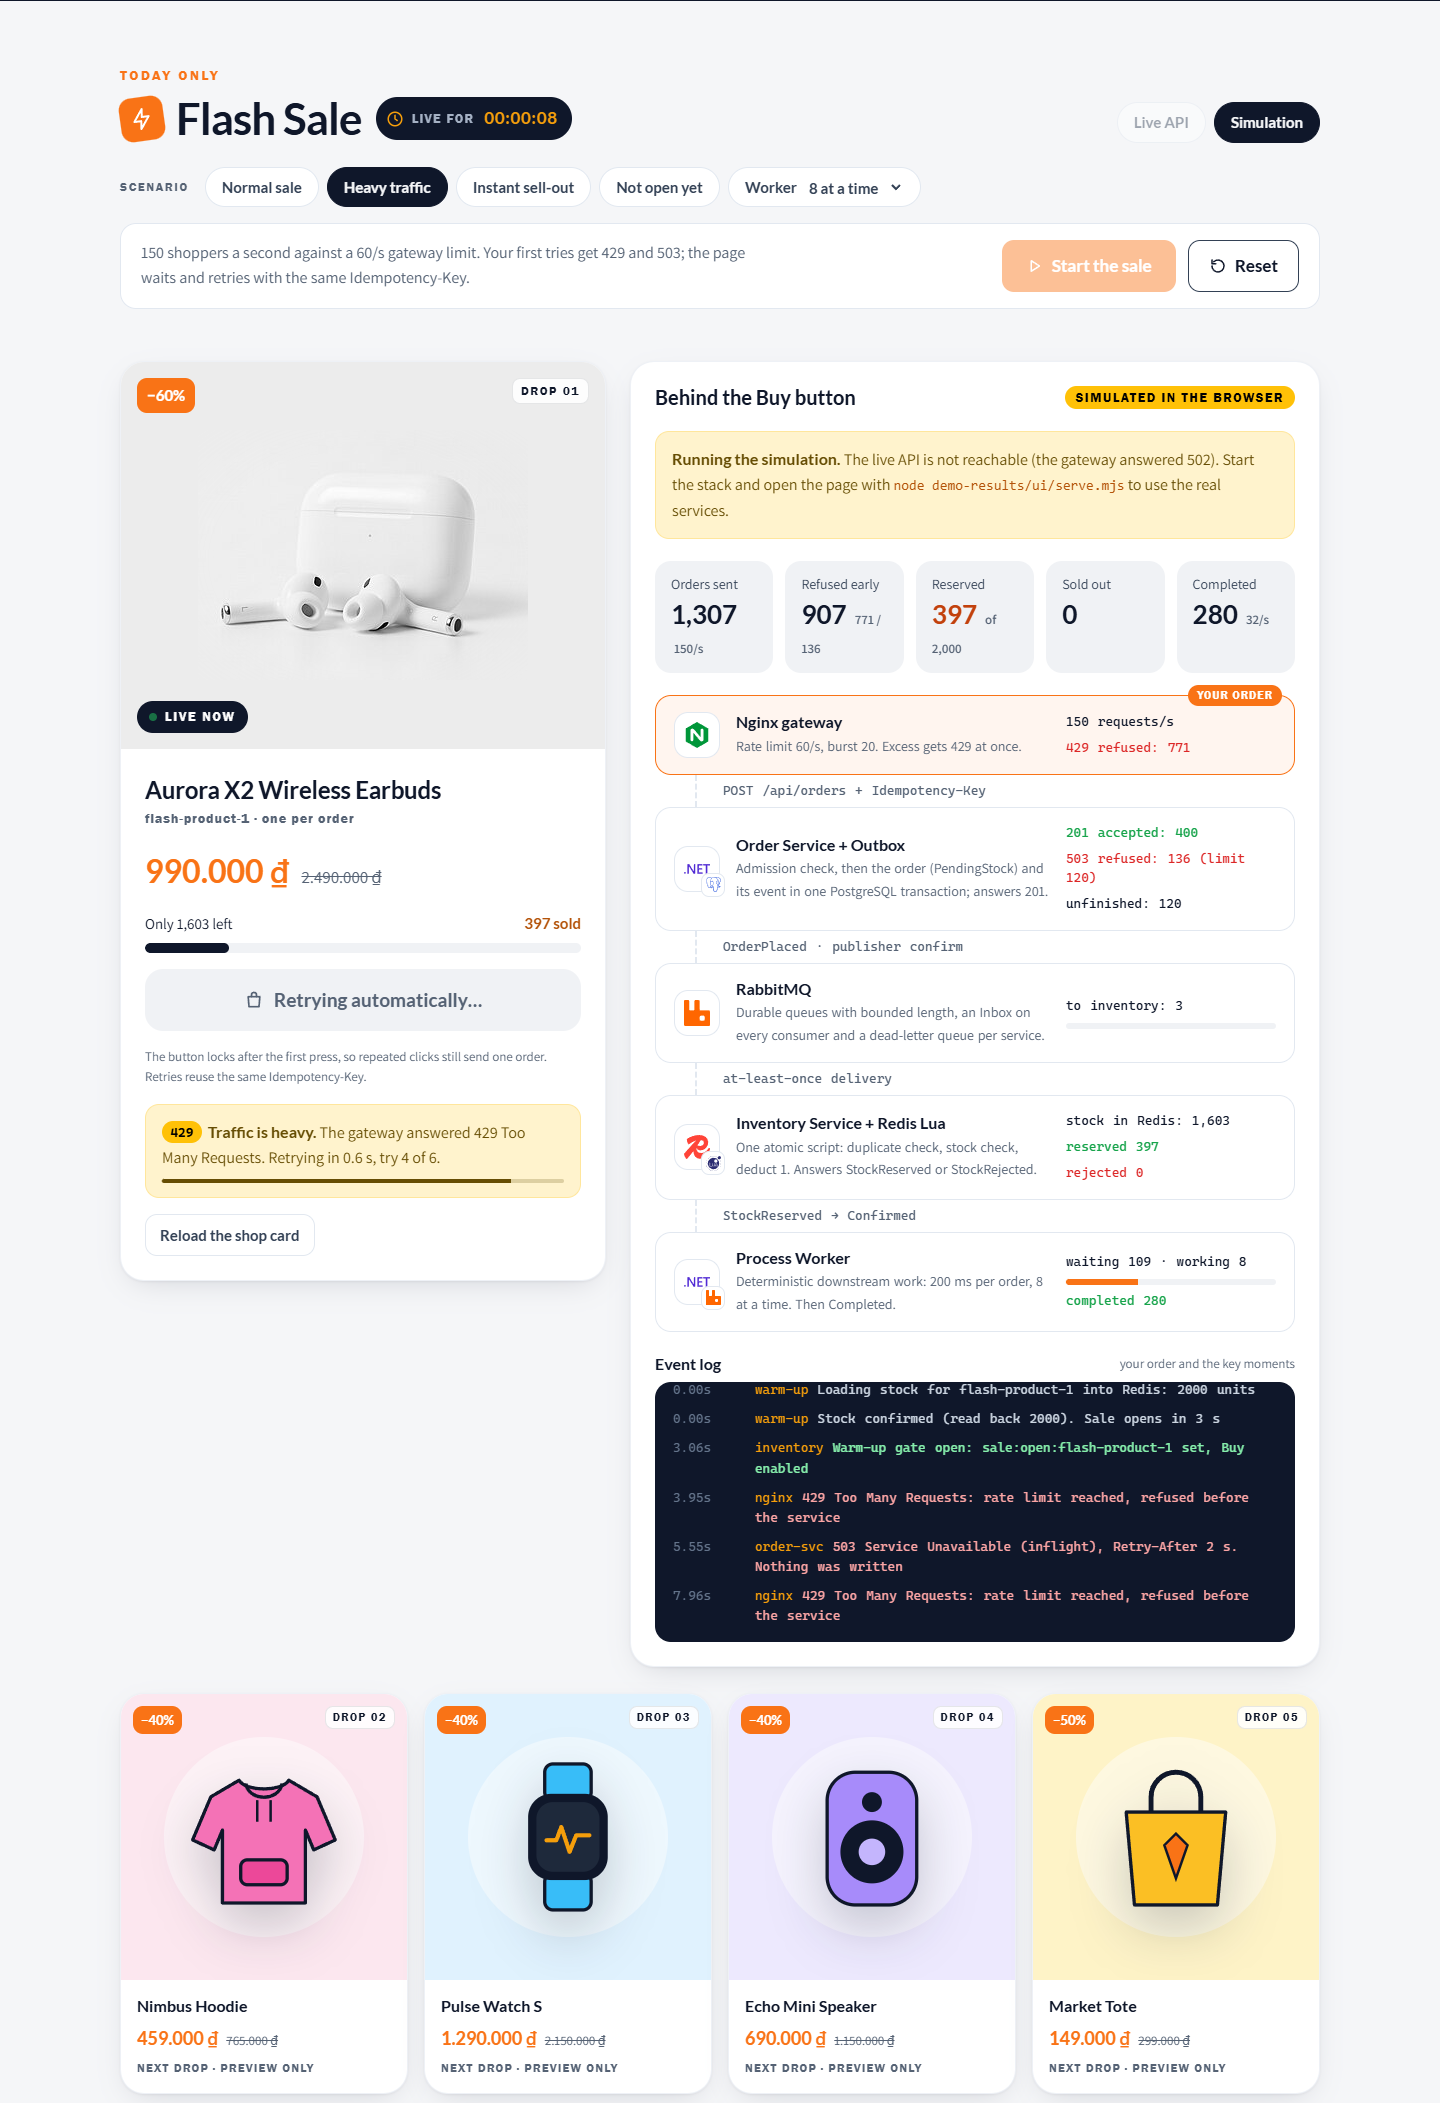 TODAY ONLY
Flash Sale
LIVE FOR 00:00:08
Live API
Simulation
SCENARIO
Normal sale
Heavy traffic
Instant sell-out
Not open yet
Worker 8 at a time
150 shoppers a second against a 60/s gateway limit. Your first tries get 429 and 503; the page
waits and retries with the same Idempotency-Key.
Start the sale
Reset
−60%
DROP 01
LIVE NOW
Aurora X2 Wireless Earbuds
flash-product-1 · one per order
990.000 ₫ 2.490.000 ₫
Only 1,603 left
397 sold
Retrying automatically…
The button locks after the first press, so repeated clicks still send one order.
Retries reuse the same Idempotency-Key.
429 Traffic is heavy. The gateway answered 429 Too
Many Requests. Retrying in 0.6 s, try 4 of 6.
Reload the shop card
Behind the Buy button
SIMULATED IN THE BROWSER
Running the simulation. The live API is not reachable (the gateway answered 502). Start
the stack and open the page with node demo-results/ui/serve.mjs to use the real
services.
Orders sent
1,307
150/s
Refused early
907 771 /
136
Reserved
397 of
2,000
Sold out
0
Completed
280 32/s
YOUR ORDER
Nginx gateway
Rate limit 60/s, burst 20. Excess gets 429 at once.
150 requests/s
429 refused: 771
POST /api/orders + Idempotency-Key
.NET
Order Service + Outbox
Admission check, then the order (PendingStock) and
its event in one PostgreSQL transaction; answers 201.
201 accepted: 400
503 refused: 136 (limit
120)
unfinished: 120
OrderPlaced · publisher confirm
RabbitMQ
Durable queues with bounded length, an Inbox on
every consumer and a dead-letter queue per service.
to inventory: 3
at-least-once delivery
Inventory Service + Redis Lua
One atomic script: duplicate check, stock check,
deduct 1. Answers StockReserved or StockRejected.
stock in Redis: 1,603
reserved 397
rejected 0
StockReserved → Confirmed
.NET
Process Worker
Deterministic downstream work: 200 ms per order, 8
at a time. Then Completed.
waiting 109 · working 8
completed 280
Event log
your order and the key moments
0.00s warm-up Loading stock for flash-product-1 into Redis: 2000 units
0.00s warm-up Stock confirmed (read back 2000). Sale opens in 3 s
3.06s inventory Warm-up gate open: sale:open:flash-product-1 set, Buy
enabled
3.95s nginx 429 Too Many Requests: rate limit reached, refused before
the service
5.55s order-svc 503 Service Unavailable (inflight), Retry-After 2 s.
Nothing was written
7.96s nginx 429 Too Many Requests: rate limit reached, refused before
the service
−40%
DROP 02
Nimbus Hoodie
459.000 ₫ 765.000 ₫
NEXT DROP · PREVIEW ONLY
−40%
DROP 03
Pulse Watch S
1.290.000 ₫ 2.150.000 ₫
NEXT DROP · PREVIEW ONLY
−40%
DROP 04
Echo Mini Speaker
690.000 ₫ 1.150.000 ₫
NEXT DROP · PREVIEW ONLY
−50%
DROP 05
Market Tote
149.000 ₫ 299.000 ₫
NEXT DROP · PREVIEW ONLY